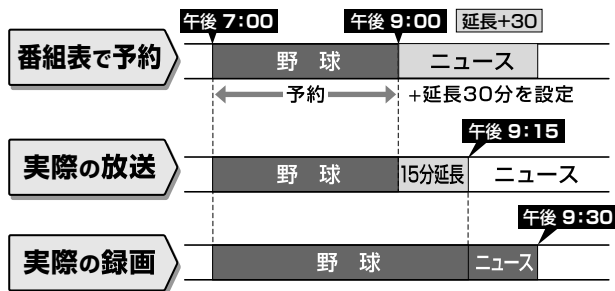 午後 7:00 午後 9:00 延長+30
番組表で予約 野 球 ニュース
予約 +延長30分を設定
午後 9:15
実際の放送 野 球 15分延長 ニュース
午後 9:30
実際の録画 野 球 ニュース